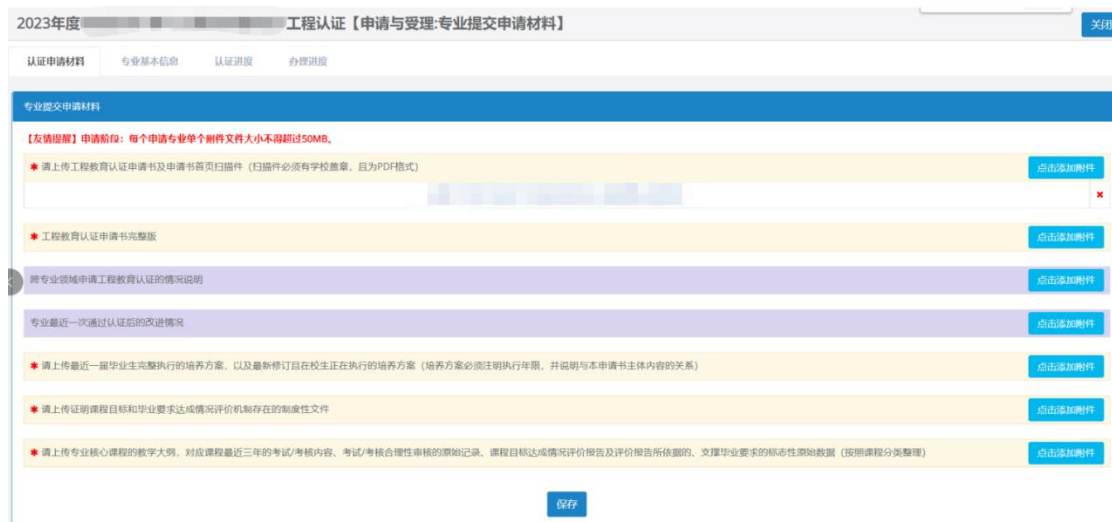 2023年度 工程认证【申请与受理:专业提交申请材料】
关闭
认证申请材料 专业基本信息 认证进度 办理进度
专业提交申请材料
【友情提醒】申请阶段：每个申请专业单个附件文件大小不得超过50MB。
* 请上传工程教育认证申请书及申请书首页扫描件（扫描件必须有学校盖章，且为PDF格式） 点击添加附件
* 工程教育认证申请书完整版 点击添加附件
跨专业领域申请工程教育认证的情况说明 点击添加附件
专业最近一次通过认证后的改进情况 点击添加附件
* 请上传最近一届毕业生完整执行的培养方案，以及最新修订且在校生正在执行的培养方案（培养方案必须注明执行年限，并说明与本申请书主体内容的关系） 点击添加附件
* 请上传证明课程目标和毕业要求达成情况评价机制存在的制度性文件 点击添加附件
* 请上传专业核心课程的教学大纲，对应课程最近三年的考试/考核内容、考试/考核合理性审核的原始记录、课程目标达成情况评价报告及评价报告所依据的、支撑毕业要求的标志性原始数据（按照课程分类整理） 点击添加附件
保存